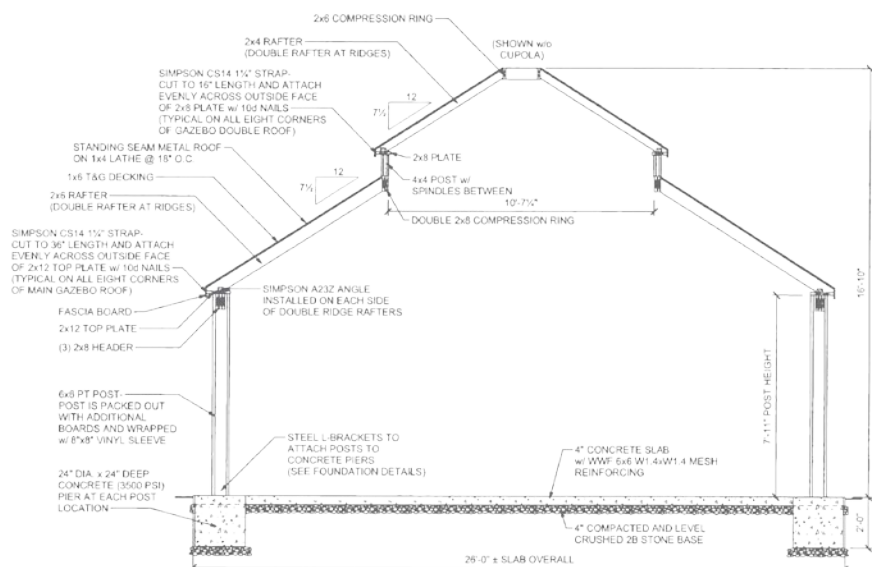 2x6 COMPRESSION RING
2x4 RAFTER
(DOUBLE RAFTER AT RIDGES)
(SHOWN w/o
CUPOLA)
SIMPSON CS14 1¼" STRAP-
CUT TO 16" LENGTH AND ATTACH
EVENLY ACROSS OUTSIDE FACE
OF 2x8 PLATE w/ 10d NAILS
(TYPICAL ON ALL EIGHT CORNERS
OF GAZEBO DOUBLE ROOF)
12
7½
STANDING SEAM METAL ROOF
ON 1x4 LATHE @ 18" O.C.
2x8 PLATE
12
7½
4x4 POST w/
SPINDLES BETWEEN
1x6 T&G DECKING
10'-7¼"
2x6 RAFTER
(DOUBLE RAFTER AT RIDGES)
DOUBLE 2x8 COMPRESSION RING
SIMPSON CS14 1¼" STRAP-
CUT TO 36" LENGTH AND ATTACH
EVENLY ACROSS OUTSIDE FACE
OF 2x12 TOP PLATE w/ 10d NAILS
(TYPICAL ON ALL EIGHT CORNERS
OF MAIN GAZEBO ROOF)
SIMPSON A23Z ANGLE
INSTALLED ON EACH SIDE
OF DOUBLE RIDGE RAFTERS
16'-10"
FASCIA BOARD
2x12 TOP PLATE
(3) 2x8 HEADER
7'-11" POST HEIGHT
6x6 PT POST-
POST IS PACKED OUT
WITH ADDITIONAL
BOARDS AND WRAPPED
w/ 8"x8" VINYL SLEEVE
STEEL L-BRACKETS TO
ATTACH POSTS TO
CONCRETE PIERS
(SEE FOUNDATION DETAILS)
4" CONCRETE SLAB
w/ WWF 6x6 W1.4xW1.4 MESH
REINFORCING
24" DIA. x 24" DEEP
CONCRETE (3500 PSI)
PIER AT EACH POST
LOCATION
4" COMPACTED AND LEVEL
CRUSHED 2B STONE BASE
2'-0"
26'-0" ± SLAB OVERALL